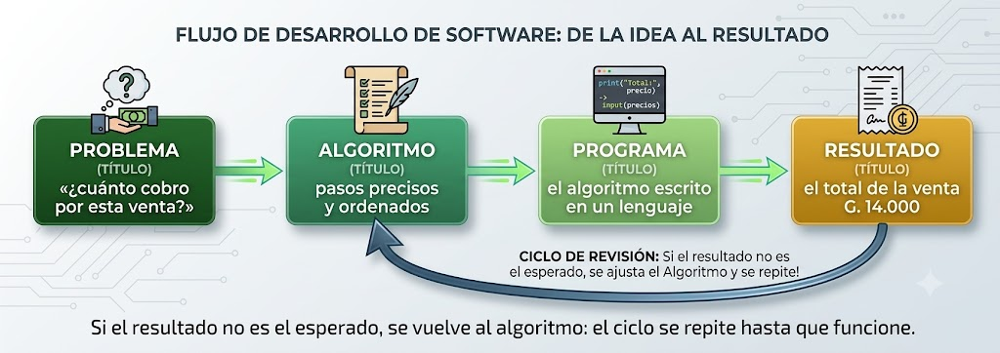 FLUJO DE DESARROLLO DE SOFTWARE: DE LA IDEA AL RESULTADO
?
PROBLEMA
(TÍTULO)
«¿cuánto cobro
por esta venta?»
ALGORITMO
(TÍTULO)
pasos precisos
y ordenados
print("Total:",
precio)
->
input(precios)
PROGRAMA
(TÍTULO)
el algoritmo escrito
en un lenguaje
₲
RESULTADO
(TÍTULO)
el total de la venta
G. 14.000
CICLO DE REVISIÓN: Si el resultado no es
el esperado, se ajusta el Algoritmo y se repite!
Si el resultado no es el esperado, se vuelve al algoritmo: el ciclo se repite hasta que funcione.